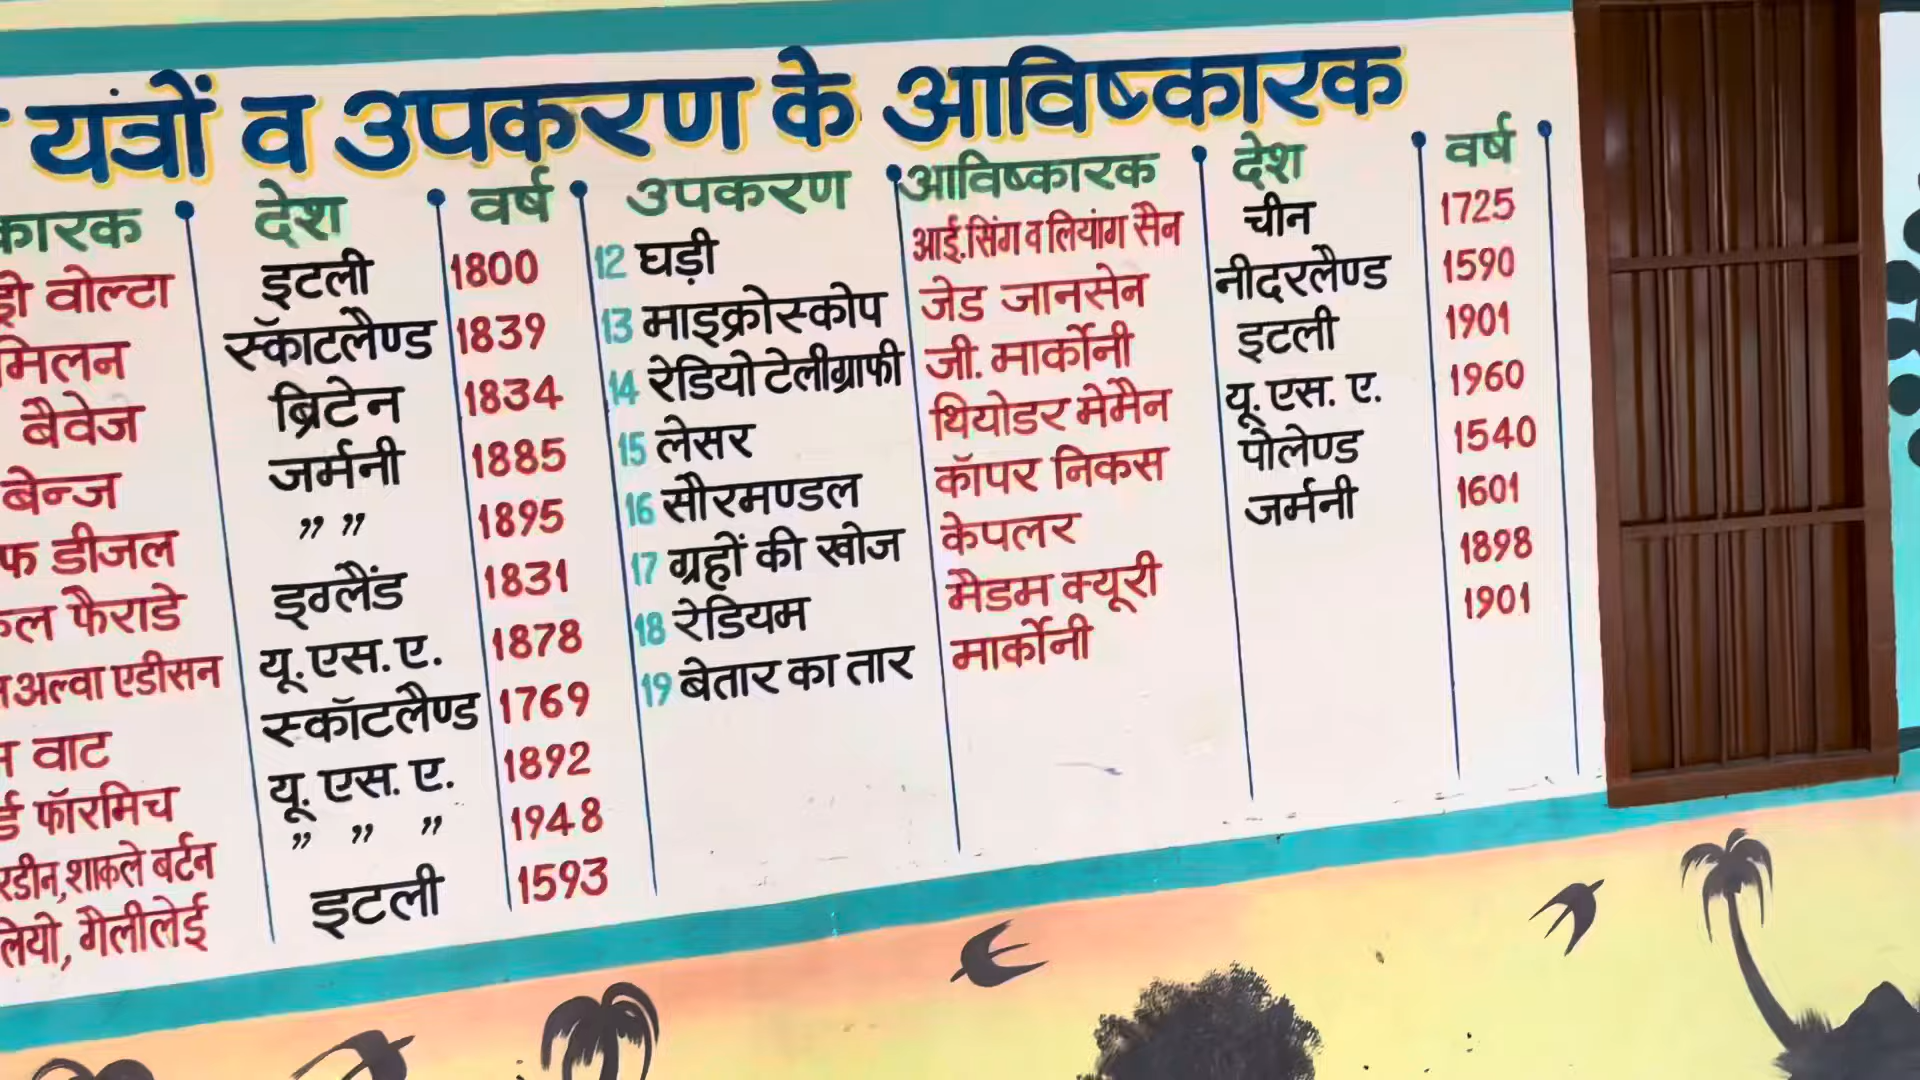 यंत्रों व उपकरण के आविष्कारक
कारक देश वर्ष उपकरण आविष्कारक देश वर्ष
वोल्टा इटली 1800 12 घड़ी आई.सिंग व लियांग सैन चीन 1725
मिलन स्कॉटलैण्ड 1839 13 माइक्रोस्कोप जेड जानसेन नीदरलैण्ड 1590
बैवेज ब्रिटेन 1834 14 रेडियो टेलीग्राफी जी. मार्कोनी इटली 1901
बेन्ज जर्मनी 1885 15 लेसर थियोडर मेमैन यू. एस. ए. 1960
फ डीजल ” ” 1895 16 सौरमण्डल कॉपर निकस पोलेण्ड 1540
कल फैराडे इग्लैंड 1831 17 ग्रहों की खोज केपलर जर्मनी 1601
अल्वा एडीसन यू. एस. ए. 1878 18 रेडियम मैडम क्यूरी 1898
वाट स्कॉटलैण्ड 1769 19 बेतार का तार मार्कोनी 1901
फॉरमिच यू. एस. ए. 1892
रडीन, शाकले बर्टन ” ” ” 1948
लियो, गैलीलेई इटली 1593